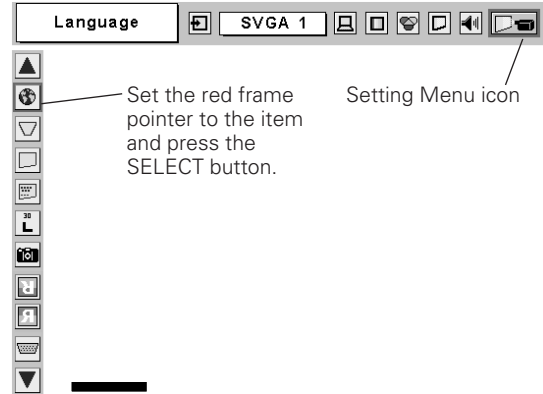 Language
SVGA 1
Set the red frame
pointer to the item
and press the
SELECT button.
Setting Menu icon
30
L